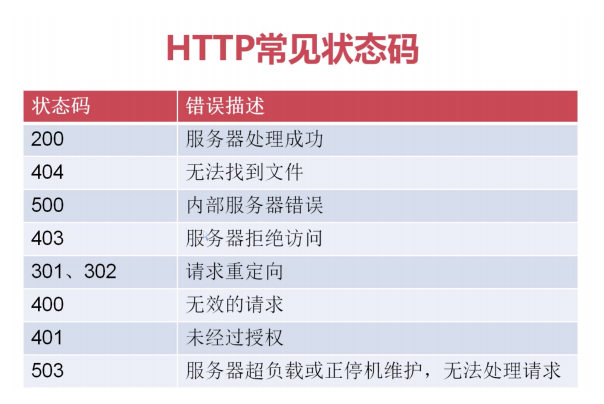 HTTP常见状态码
状态码 错误描述
200 服务器处理成功
404 无法找到文件
500 内部服务器错误
403 服务器拒绝访问
301、302 请求重定向
400 无效的请求
401 未经过授权
503 服务器超负载或正停机维护，无法处理请求